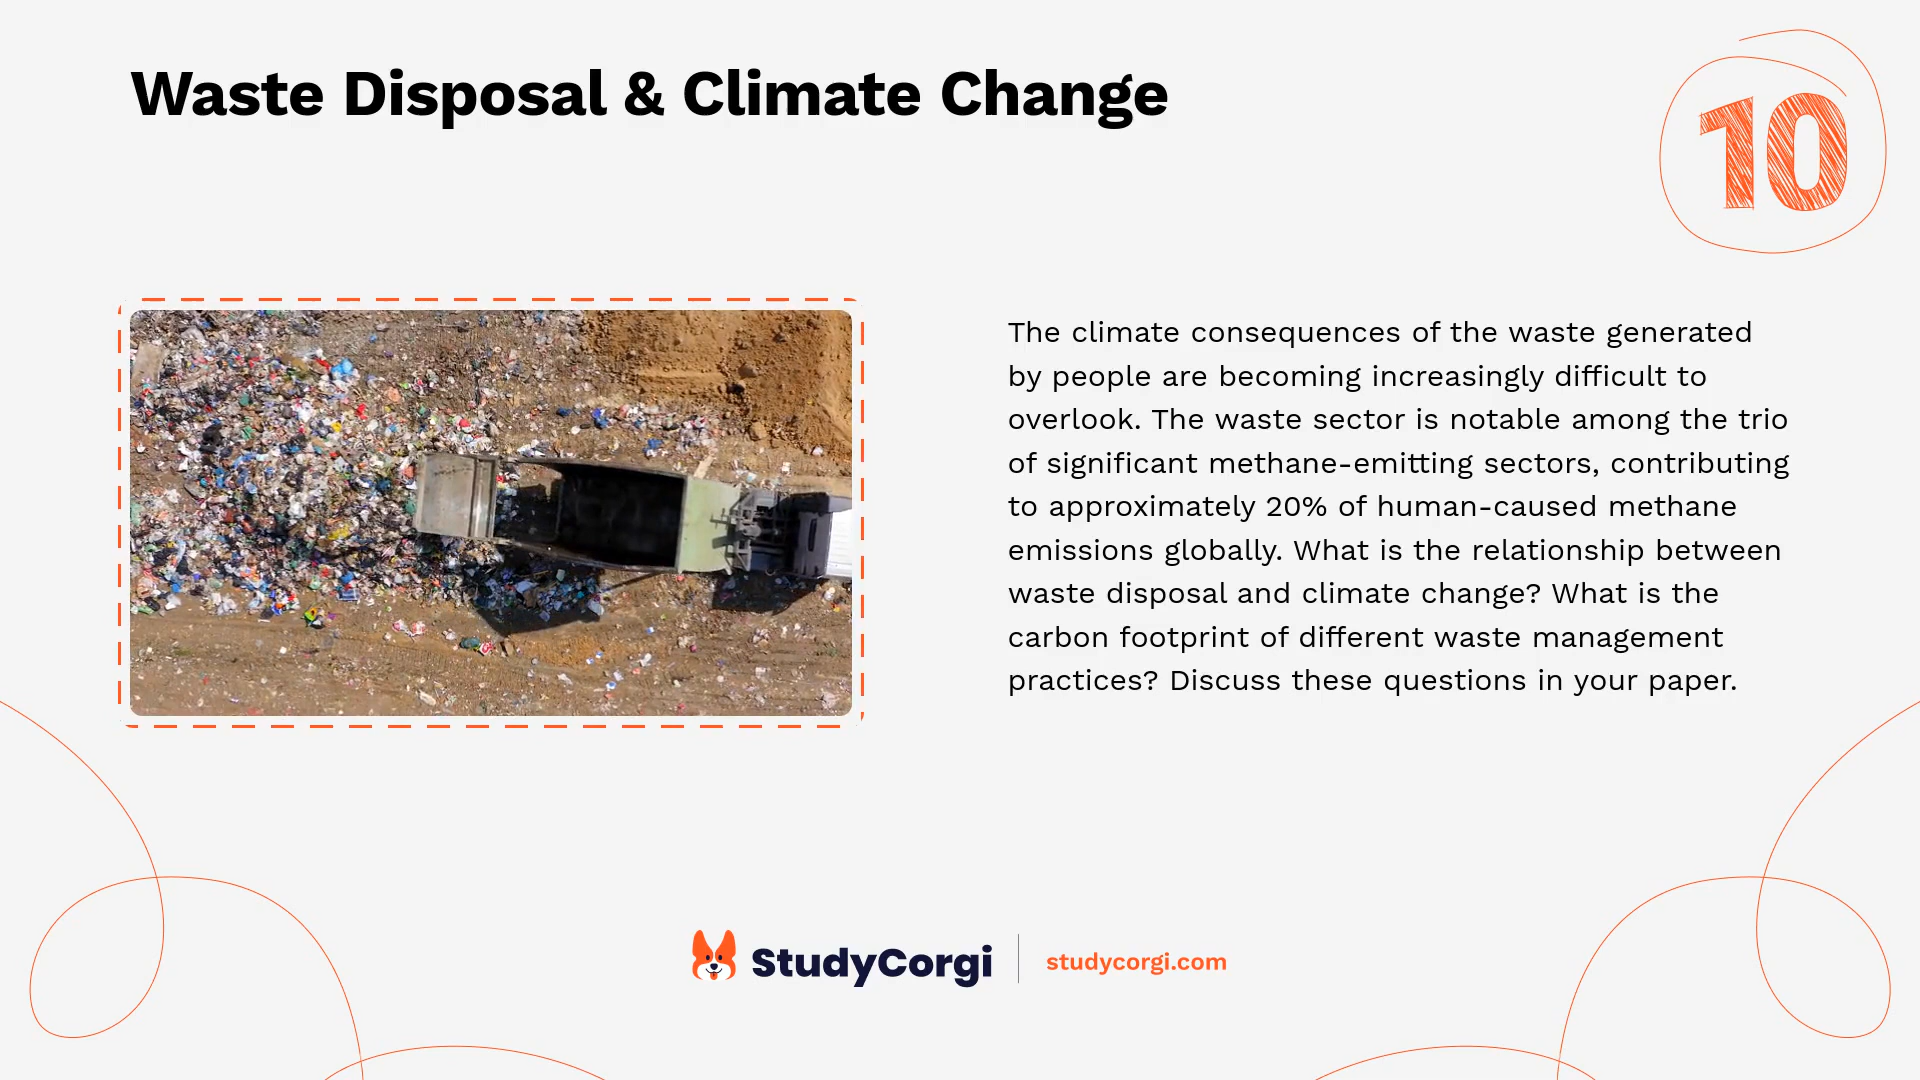 Waste Disposal & Climate Change
10
The climate consequences of the waste generated
by people are becoming increasingly difficult to
overlook. The waste sector is notable among the trio
of significant methane-emitting sectors, contributing
to approximately 20% of human-caused methane
emissions globally. What is the relationship between
waste disposal and climate change? What is the
carbon footprint of different waste management
practices? Discuss these questions in your paper.
StudyCorgi
studycorgi.com